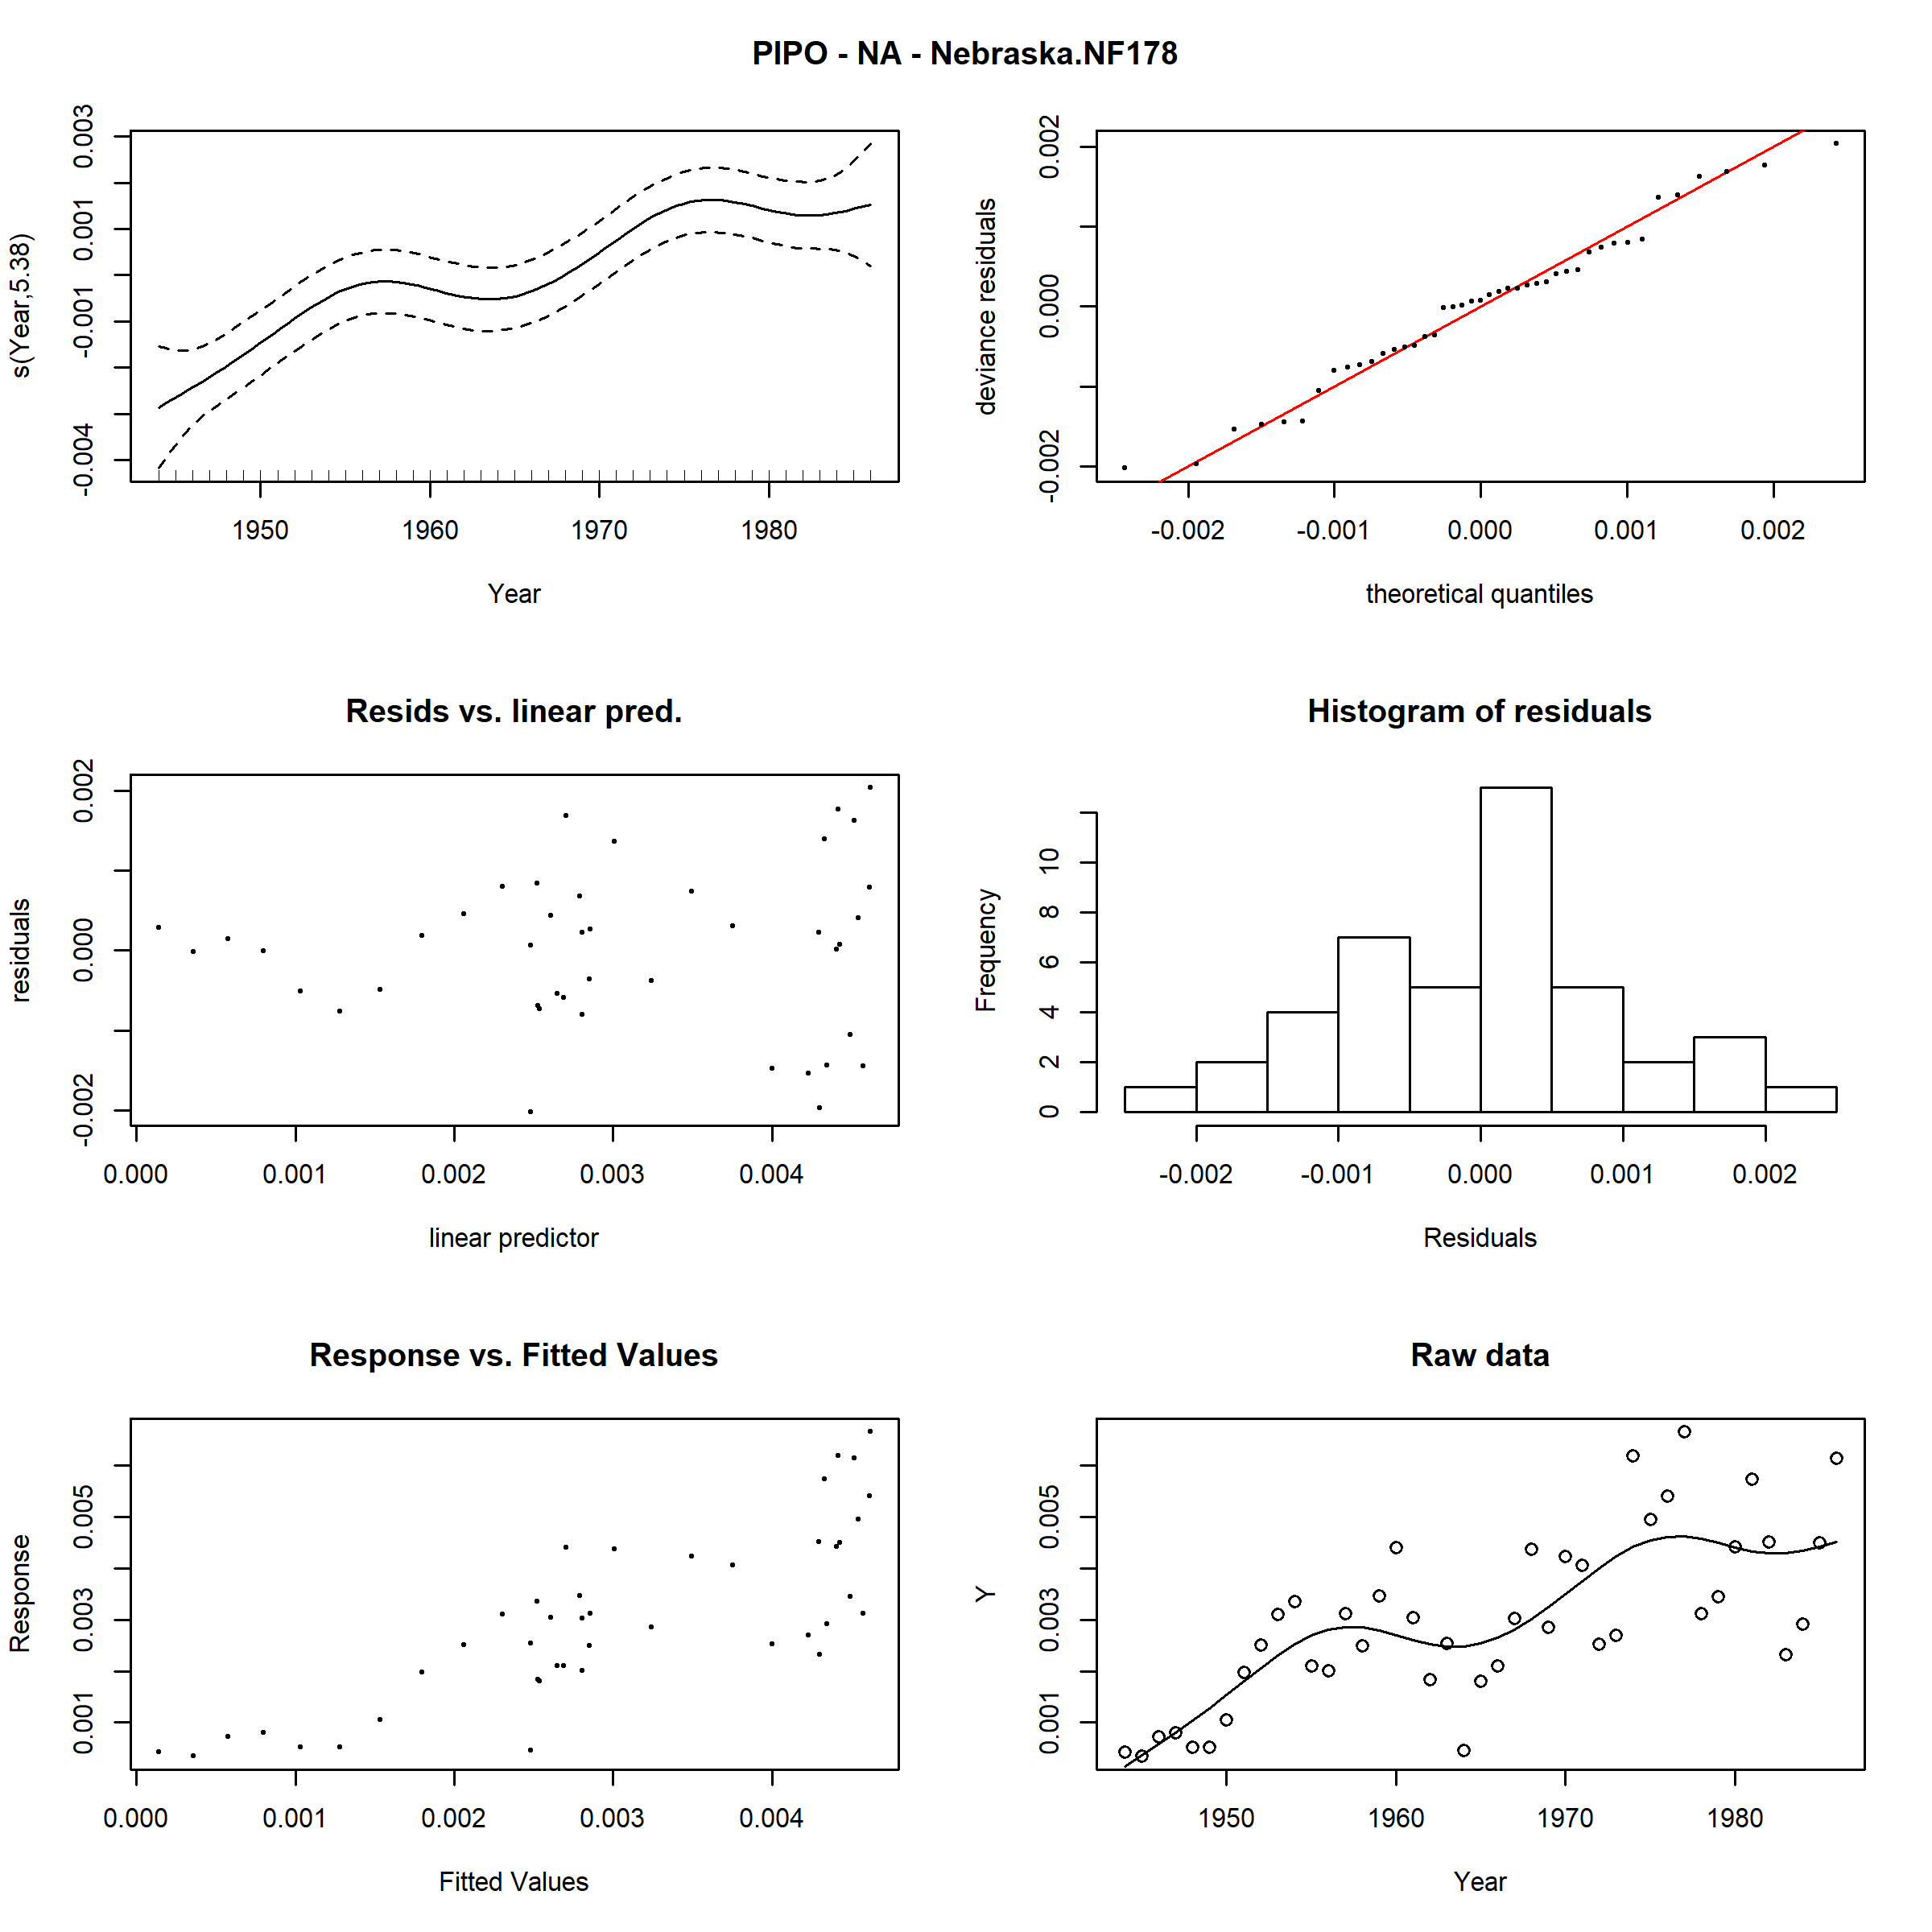 PIPO - NA - Nebraska.NF178
s(Year,5.38)
0.003
0.001
-0.001
-0.004
1950 1960 1970 1980
Year
deviance residuals
0.002
0.000
-0.002
-0.002 -0.001 0.000 0.001 0.002
theoretical quantiles
Resids vs. linear pred.
residuals
0.002
0.000
-0.002
0.000 0.001 0.002 0.003 0.004
linear predictor
Histogram of residuals
Frequency
10
8
6
4
2
0
-0.002 -0.001 0.000 0.001 0.002
Residuals
Response vs. Fitted Values
Response
0.005
0.003
0.001
0.000 0.001 0.002 0.003 0.004
Fitted Values
Raw data
Y
0.005
0.003
0.001
1950 1960 1970 1980
Year